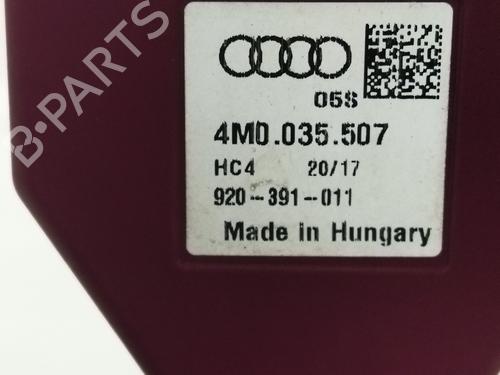 B-PARTS
05S
4M0.035.507
HC4 20/17
920-391-011
Made in Hungary